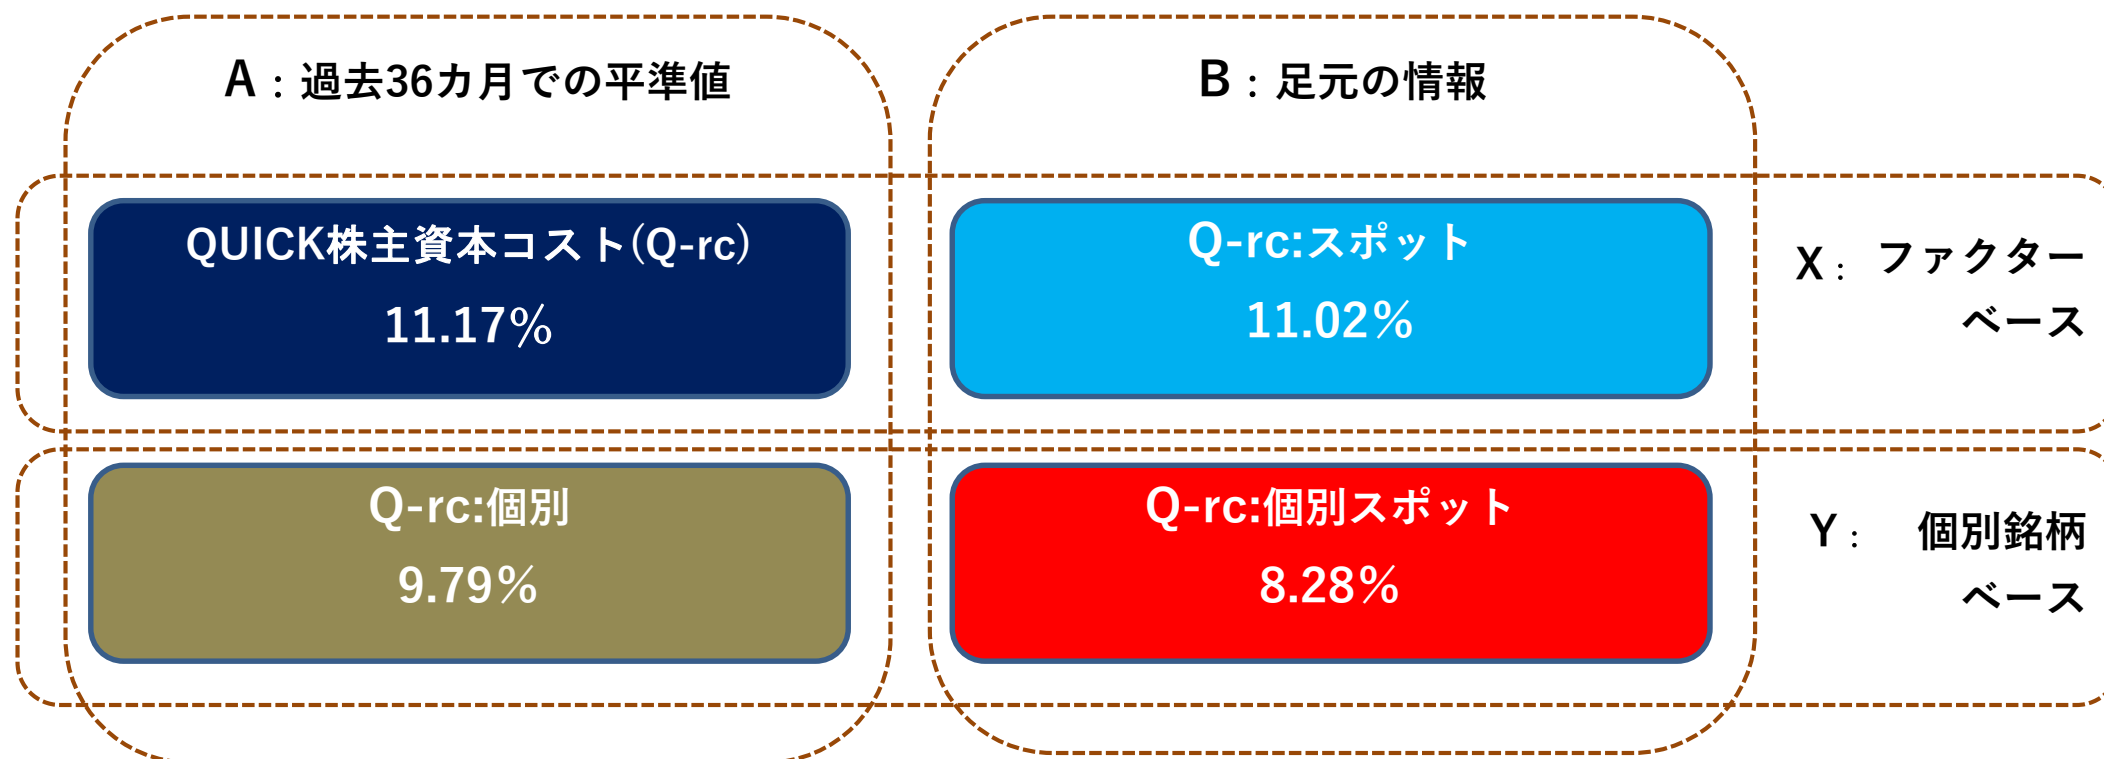 A：過去36カ月での平準値
B：足元の情報
QUICK株主資本コスト(Q-rc)
11.17%
Q-rc:スポット
11.02%
X： ファクター
ベース
Q-rc:個別
9.79%
Q-rc:個別スポット
8.28%
Y： 個別銘柄
ベース